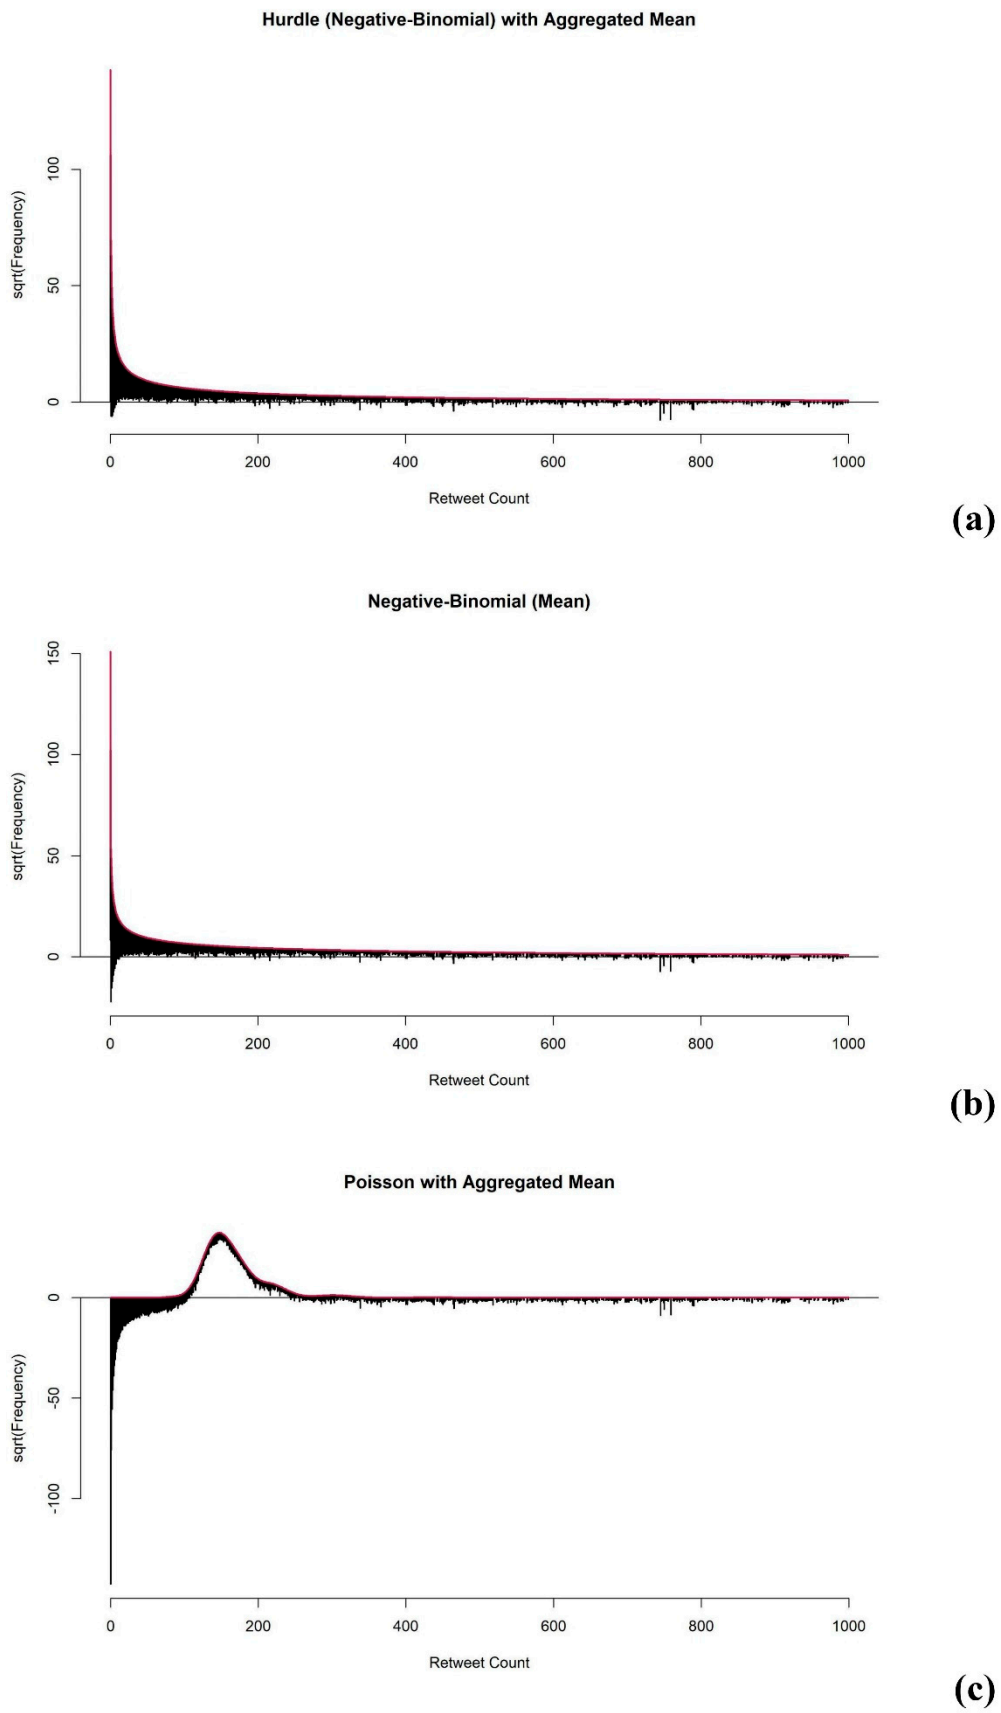 Hurdle (Negative-Binomial) with Aggregated Mean
100
50
0
sqrt(Frequency)
0 200 400 600 800 1000
Retweet Count
(a)
Negative-Binomial (Mean)
150
100
50
0
sqrt(Frequency)
0 200 400 600 800 1000
Retweet Count
(b)
Poisson with Aggregated Mean
0
-50
-100
sqrt(Frequency)
0 200 400 600 800 1000
Retweet Count
(c)